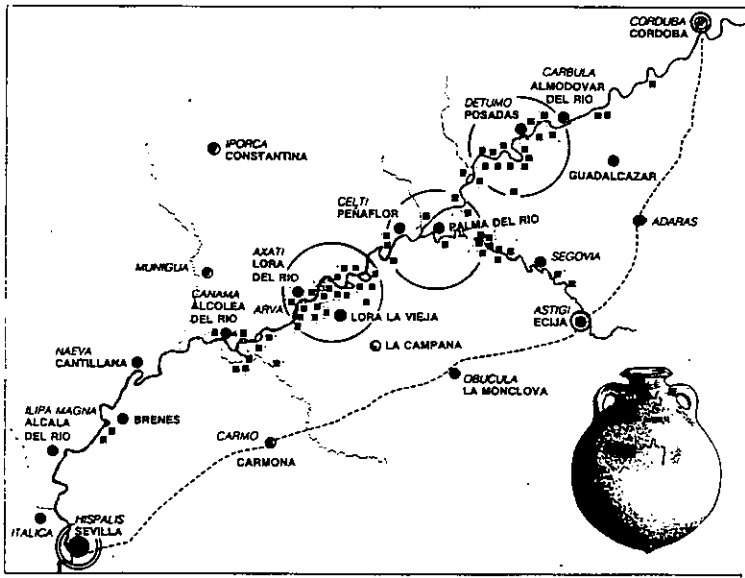 CORDUBA
CORDOBA
CARBULA
ALMODOVAR
DEL RIO
DETUMO
POSADAS
IPORCA
CONSTANTINA
GUADALCAZAR
CELTI
PEÑAFLOR
PALMA DEL RIO
ADARAS
AXATI
LORA
DEL RIO
SEGOVIA
MUNIGUA
CANAMA
ALCOLEA
DEL RIO
ARVA
LORA LA VIEJA
ASTIGI
ECIJA
LA CAMPANA
NAEVA
CANTILLANA
OBUCULA
LA MONCLOVA
ILIPA MAGNA
ALCALA
DEL RIO
BRENES
CARMO
CARMONA
HISPALIS
SEVILLA
ITALICA